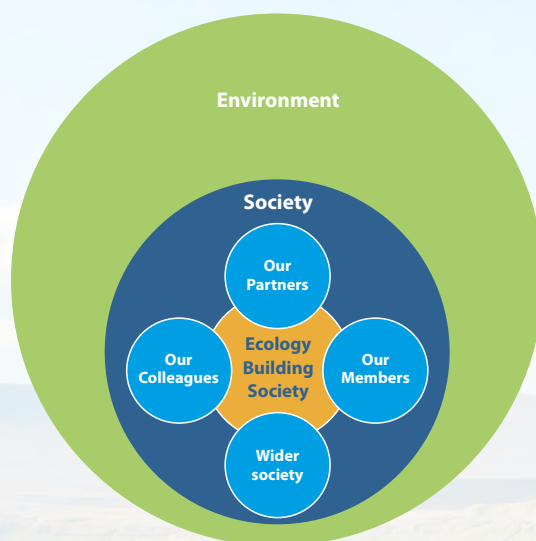 Environment
Society
Our
Partners
Our
Colleagues
Ecology
Building
Society
Our
Members
Wider
society